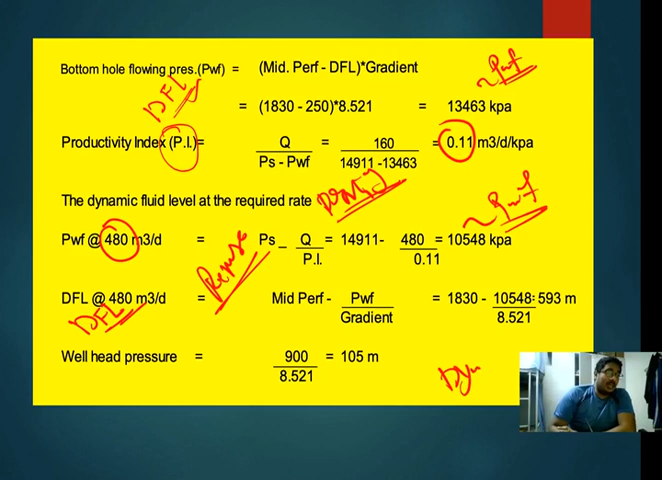 Bottom hole flowing pres.(Pwf) = (Mid. Perf - DFL)*Gradient
~Pwf
DFL
= (1830 - 250)*8.521 = 13463 kpa
Productivity Index (P.I.)= Q = 160 = 0.11 m3/d/kpa
Ps - Pwf 14911 -13463
The dynamic fluid level at the required rate
~Pwf
Pwf @ 480 m3/d = Ps _ Q = 14911- 480 = 10548 kpa
P.I. 0.11
DFL @ 480 m3/d = Mid Perf - Pwf = 1830 - 10548= 593 m
Gradient 8.521
DFL
Well head pressure = 900 = 105 m
8.521